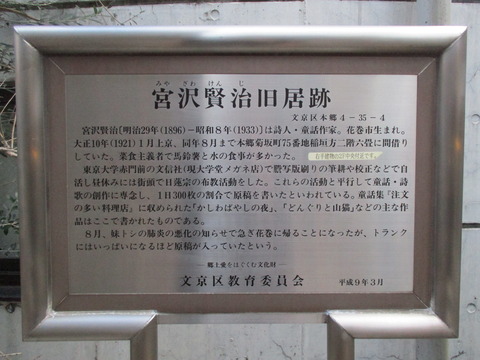 みや ざわ けん じ
宮沢賢治旧居跡
文京区本郷4－35－4
宮沢賢治〔明治29年(1896)－昭和8年(1933)〕は詩人・童話作家。花巻市生まれ。
大正10年(1921)1月上京、同年8月まで本郷菊坂町75番地稲垣方二階六畳に間借り
していた。菜食主義者で馬鈴薯と水の食事が多かった。
東京大学赤門前の文信社(現大学堂メガネ店)で謄写版刷りの筆耕や校正などで自
活し昼休みには街頭で日蓮宗の布教活動をした。これらの活動と平行して童話・詩
歌の創作に専念し、1日300枚の割合で原稿を書いたといわれている。童話集『注文
の多い料理店』に収められた「かしわばやしの夜」、「どんぐりと山猫」などの主な作
品はここで書かれたものである。
8月、妹トシの肺炎の悪化の知らせで急ぎ花巻に帰ることになったが、トランク
にはいっぱいになるほど原稿が入っていたという。
郷土愛をはぐくむ文化財
文京区教育委員会
平成9年3月